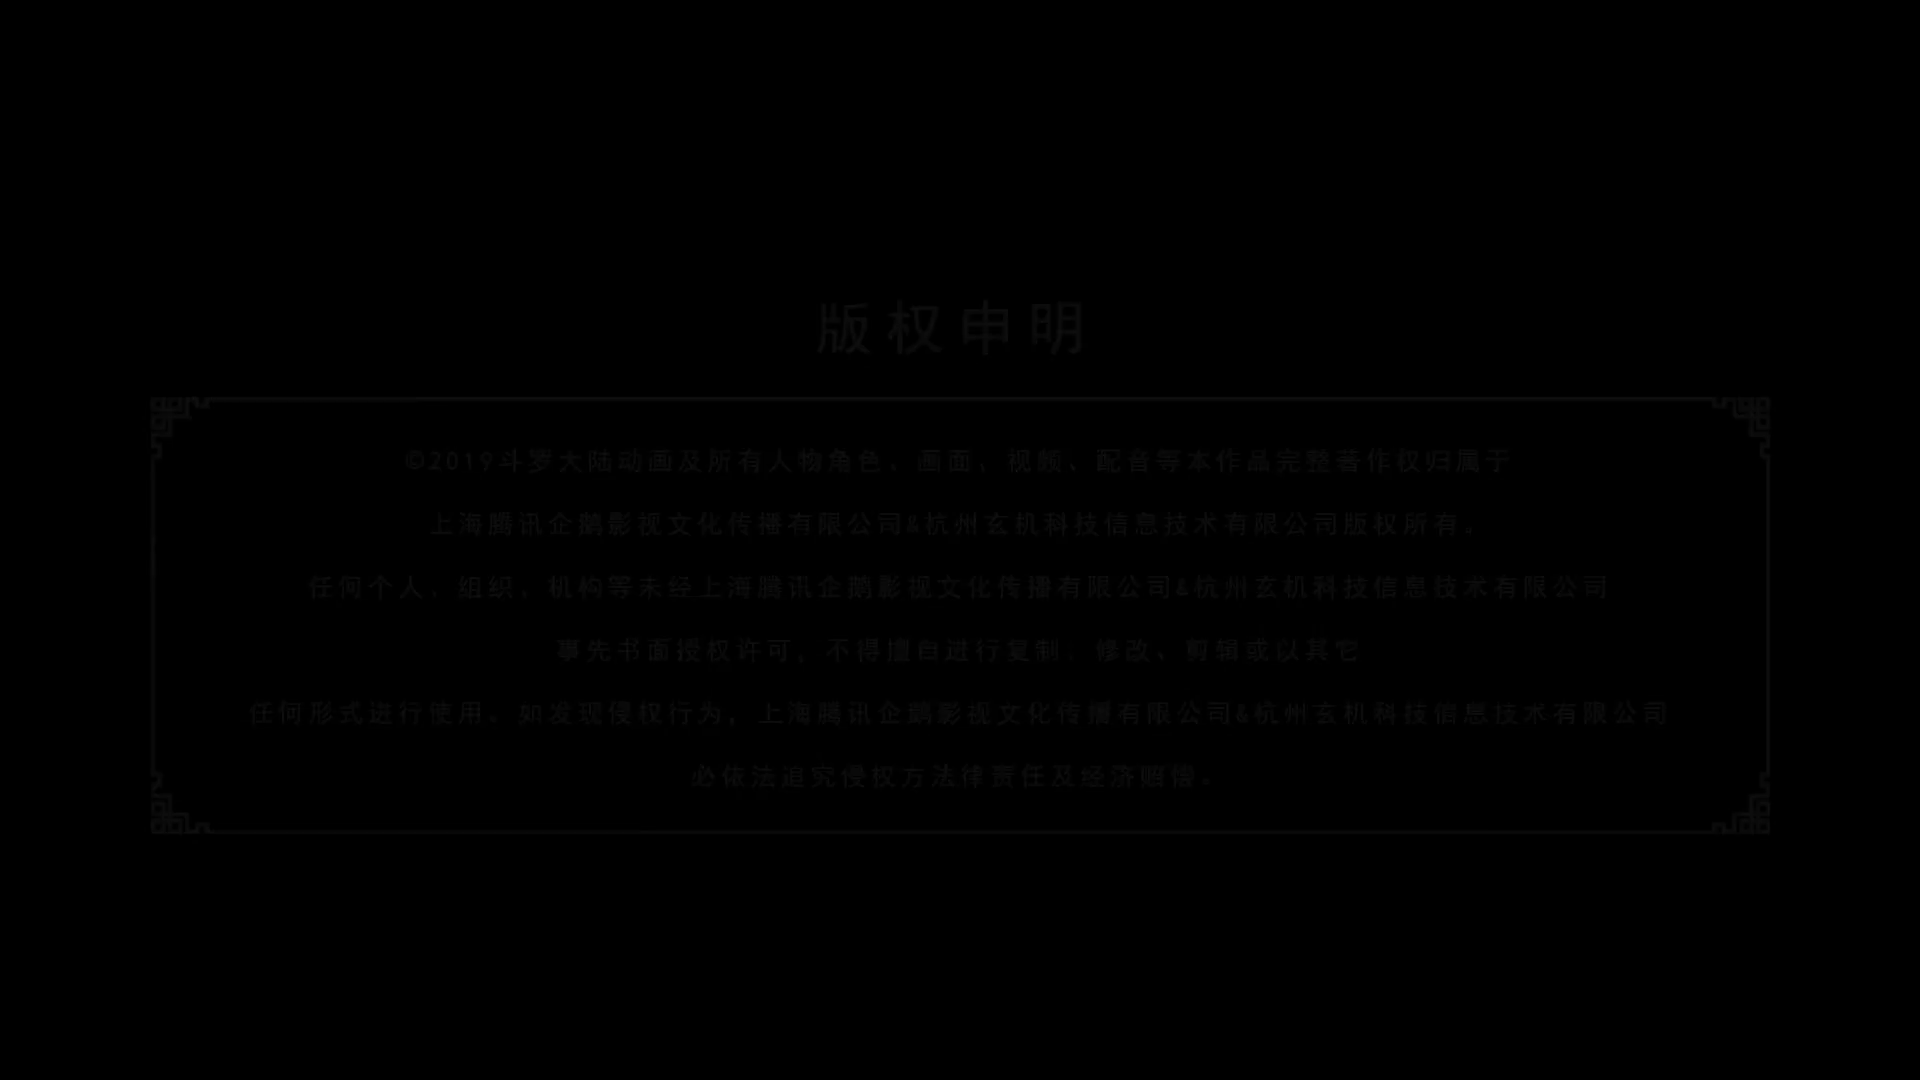 版权申明
©2019斗罗大陆动画及所有人物角色、画面、视频、配音等本作品完整著作权归属于
上海腾讯企鹅影视文化传播有限公司&杭州玄机科技信息技术有限公司版权所有。
任何个人、组织、机构等未经上海腾讯企鹅影视文化传播有限公司&杭州玄机科技信息技术有限公司
事先书面授权许可，不得擅自进行复制、修改、剪辑或以其它
任何形式进行使用。如发现侵权行为，上海腾讯企鹅影视文化传播有限公司&杭州玄机科技信息技术有限公司
必依法追究侵权方法律责任及经济赔偿。